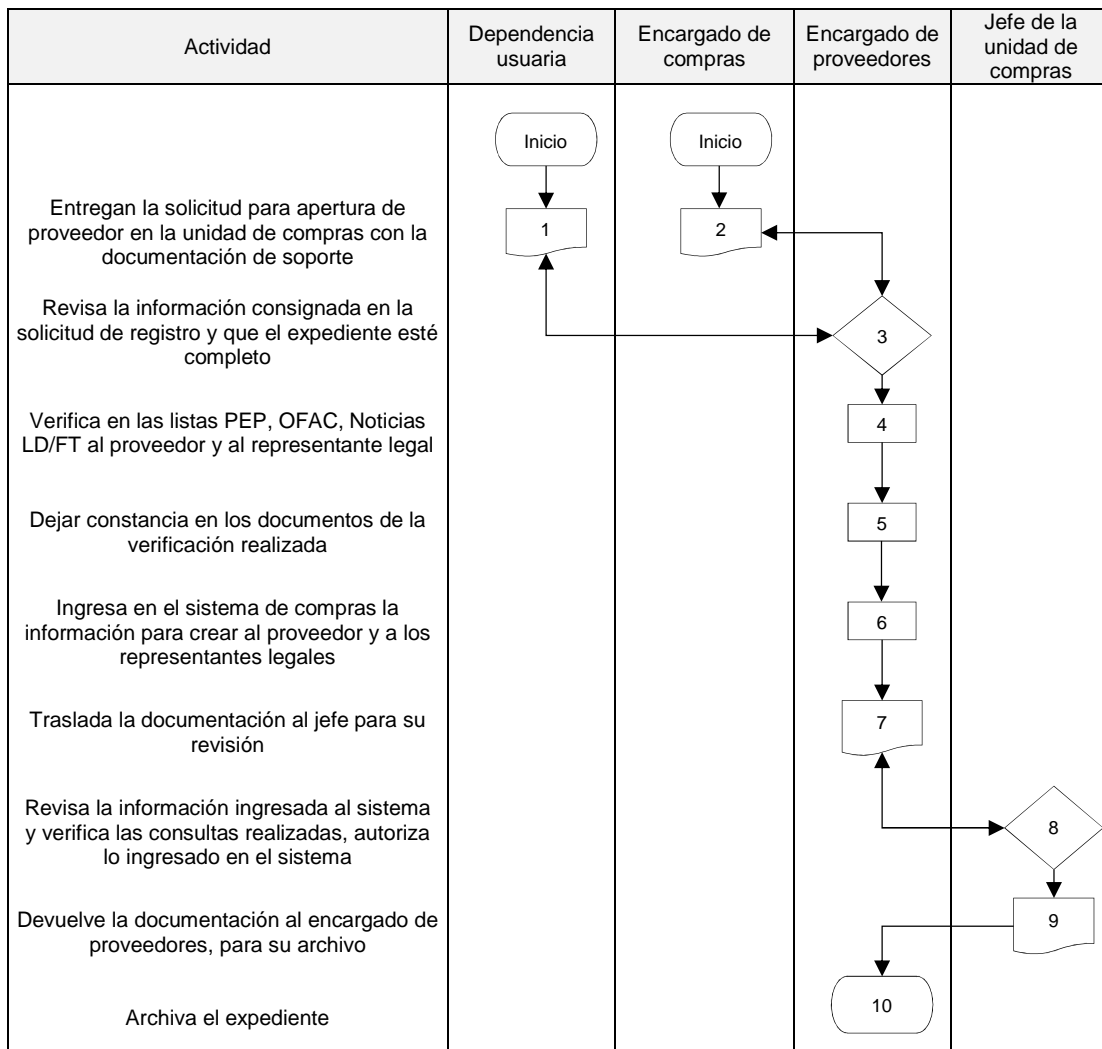 Actividad
Dependencia
usuaria
Encargado de
compras
Encargado de
proveedores
Jefe de la
unidad de
compras
Inicio
Inicio
Entregan la solicitud para apertura de
proveedor en la unidad de compras con la
documentación de soporte
1
2
Revisa la información consignada en la
solicitud de registro y que el expediente esté
completo
3
Verifica en las listas PEP, OFAC, Noticias
LD/FT al proveedor y al representante legal
4
Dejar constancia en los documentos de la
verificación realizada
5
Ingresa en el sistema de compras la
información para crear al proveedor y a los
representantes legales
6
Traslada la documentación al jefe para su
revisión
7
Revisa la información ingresada al sistema
y verifica las consultas realizadas, autoriza
lo ingresado en el sistema
8
Devuelve la documentación al encargado de
proveedores, para su archivo
9
Archiva el expediente
10